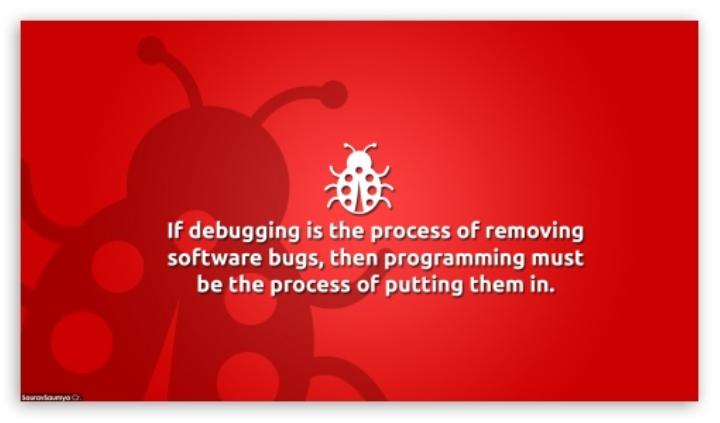 If debugging is the process of removing
software bugs, then programming must
be the process of putting them in.
SouravSaumya Cr.